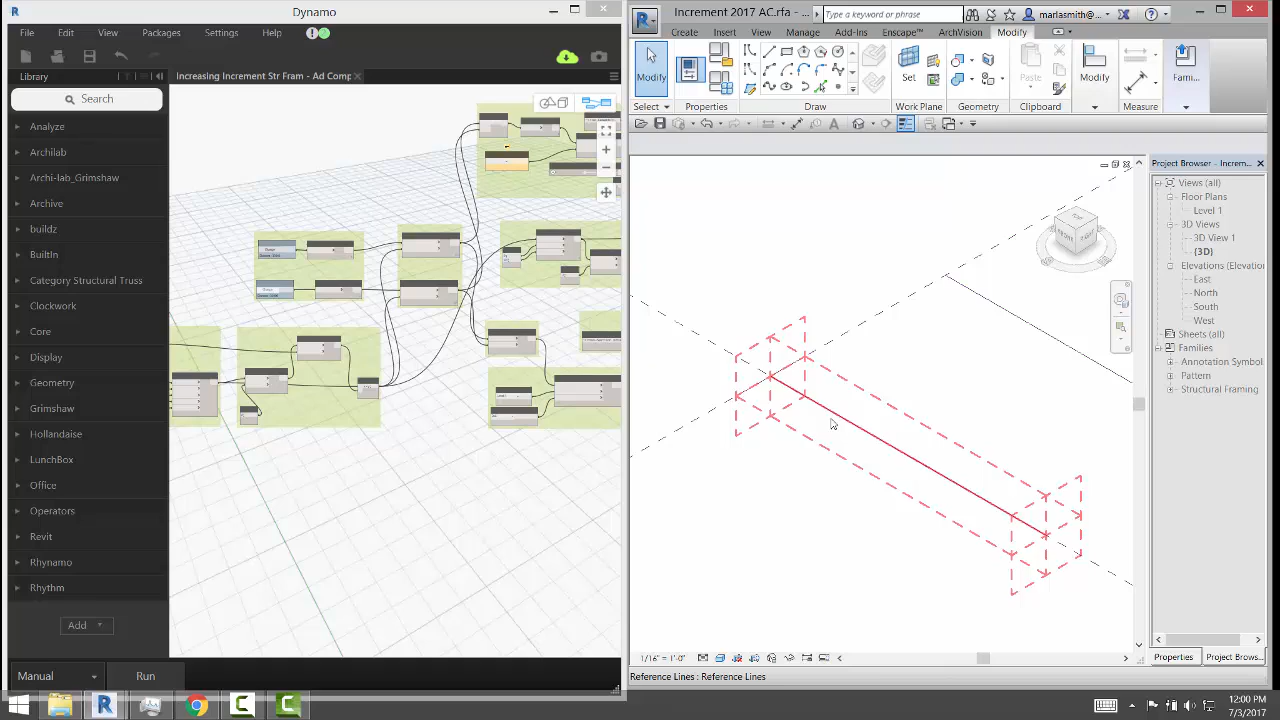 Dynamo
File
Edit
View
Packages
Settings
Help
Library
Increasing Increment Str Fram - Ad Comp
Search
Analyze
Archilab
Archi-lab_Grimshaw
Archive
buildz
BuiltIn
Category Structural Truss
Clockwork
Core
Display
Geometry
Grimshaw
Hollandaise
LunchBox
Office
Operators
Revit
Rhynamo
Rhythm
Add
Manual
Run
Increment 2017 AC.rfa - ...
Type a keyword or phrase
marlasmith@...
Create
Insert
View
Manage
Add-Ins
Enscape™
ArchVision
Modify
Modify
Set
Paste
Modify
Fami...
Select
Properties
Draw
Work Plane
Geometry
Clipboard
Measure
Project Browser - Increm...
Views (all)
Floor Plans
Level 1
3D Views
3D View 1
{3D}
Elevations (Elevatio
East
North
South
West
Sheets (all)
Families
Annotation Symbol
Pattern
Structural Framing
1/16" = 1'-0"
Properties
Project Brows...
Reference Lines : Reference Lines
12:00 PM
7/3/2017